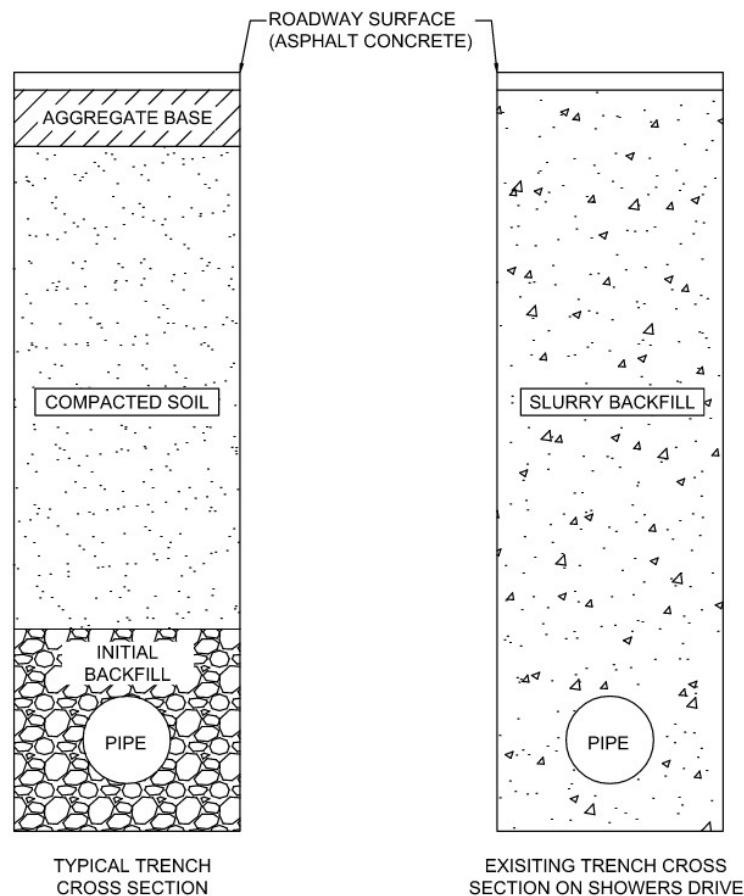 ROADWAY SURFACE
(ASPHALT CONCRETE)
AGGREGATE BASE
COMPACTED SOIL
SLURRY BACKFILL
INITIAL
BACKFILL
PIPE
PIPE
TYPICAL TRENCH
CROSS SECTION
EXISITING TRENCH CROSS
SECTION ON SHOWERS DRIVE